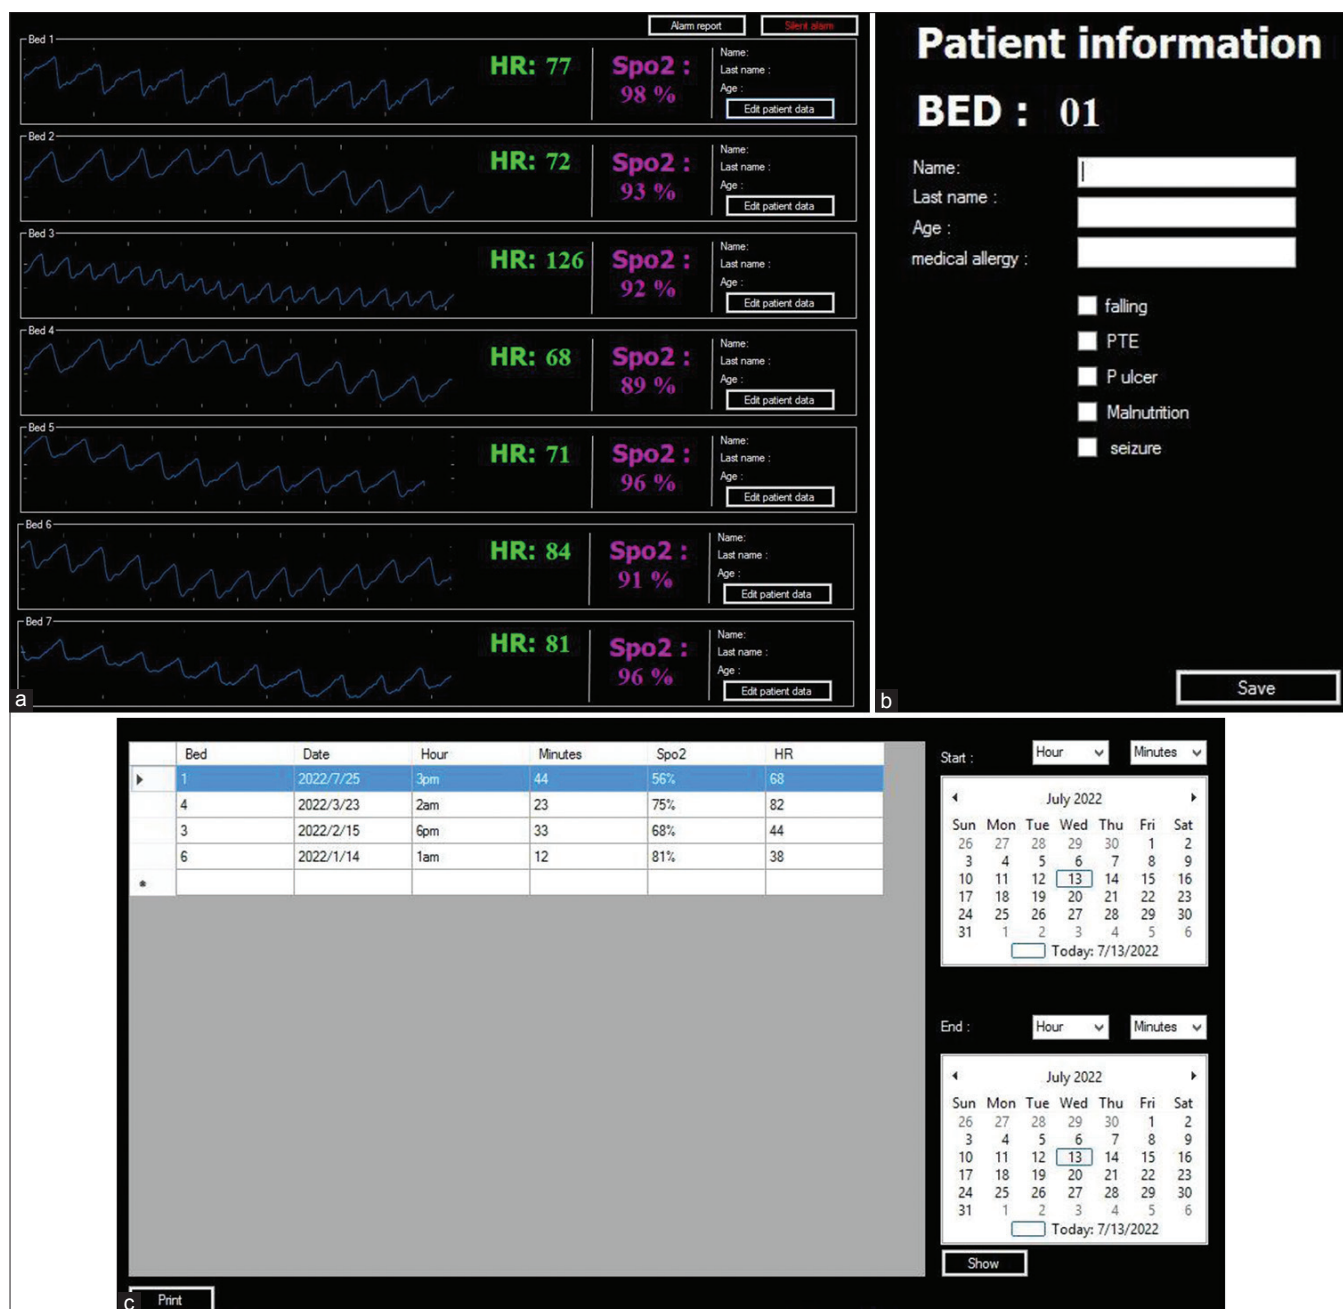 Alarm report Silent alarm
Bed 1
HR: 77 Spo2 :
98 %
Name:
Last name :
Age :
Edit patient data
Bed 2
HR: 72 Spo2 :
93 %
Name:
Last name :
Age :
Edit patient data
Bed 3
HR: 126 Spo2 :
92 %
Name:
Last name :
Age :
Edit patient data
Bed 4
HR: 68 Spo2 :
89 %
Name:
Last name :
Age :
Edit patient data
Bed 5
HR: 71 Spo2 :
96 %
Name:
Last name :
Age :
Edit patient data
Bed 6
HR: 84 Spo2 :
91 %
Name:
Last name :
Age :
Edit patient data
Bed 7
HR: 81 Spo2 :
96 %
Name:
Last name :
Age :
Edit patient data
a
Patient information
BED : 01
Name:
Last name :
Age :
medical allergy :
falling
PTE
P ulcer
Malnutrition
seizure
Save
b
Bed Date Hour Minutes Spo2 HR
1 2022/7/25 3pm 44 56% 68
4 2022/3/23 2am 23 75% 82
3 2022/2/15 6pm 33 68% 44
6 2022/1/14 1am 12 81% 38
*
Start : Hour Minutes
July 2022
Sun Mon Tue Wed Thu Fri Sat
26 27 28 29 30 1 2
3 4 5 6 7 8 9
10 11 12 13 14 15 16
17 18 19 20 21 22 23
24 25 26 27 28 29 30
31 1 2 3 4 5 6
Today: 7/13/2022
End : Hour Minutes
July 2022
Sun Mon Tue Wed Thu Fri Sat
26 27 28 29 30 1 2
3 4 5 6 7 8 9
10 11 12 13 14 15 16
17 18 19 20 21 22 23
24 25 26 27 28 29 30
31 1 2 3 4 5 6
Today: 7/13/2022
Show
Print
c